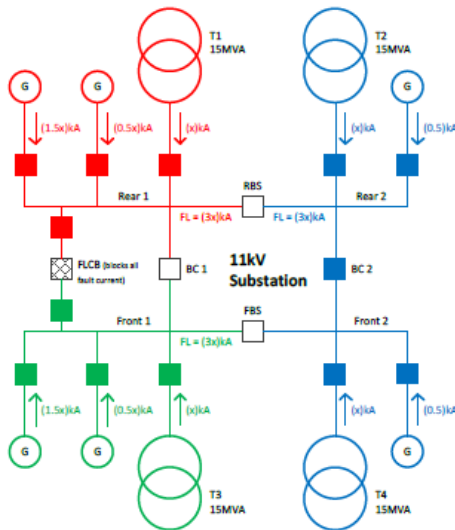 T1
15MVA
T2
15MVA
G
G
G
(1.5x)kA
(0.5x)kA
(x)kA
(x)kA
(0.5)kA
Rear 1
RBS
Rear 2
FL = (3x)kA
FL = (3x)kA
FLCB (blocks all
fault current)
BC 1
11kV
Substation
BC 2
Front 1
FBS
Front 2
FL = (3x)kA
(1.5x)kA
(0.5x)kA
(x)kA
(x)kA
(0.5)kA
G
G
G
T3
15MVA
T4
15MVA